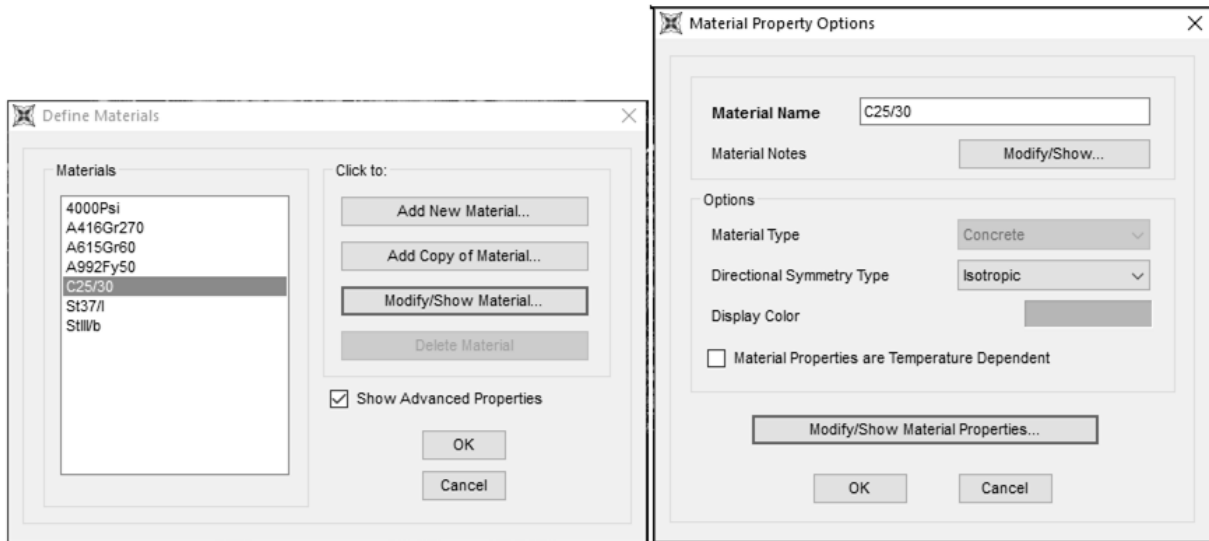 Define Materials
Materials
4000Psi
A416Gr270
A615Gr60
A992Fy50
C25/30
St37/I
StIII/b
Click to:
Add New Material...
Add Copy of Material...
Modify/Show Material...
Delete Material
Show Advanced Properties
OK
Cancel
Material Property Options
Material Name C25/30
Material Notes Modify/Show...
Options
Material Type Concrete
Directional Symmetry Type Isotropic
Display Color
Material Properties are Temperature Dependent
Modify/Show Material Properties...
OK Cancel